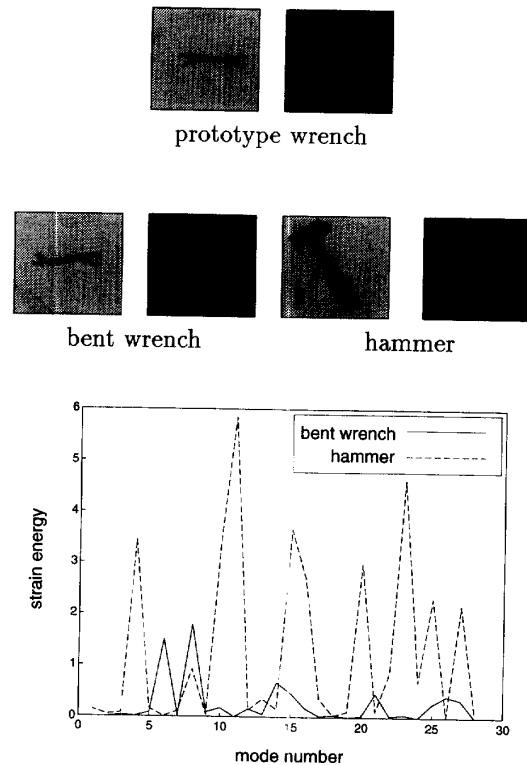 prototype wrench
bent wrench
hammer
bent wrench
hammer
strain energy
6
5
4
3
2
1
0
0
5
10
15
20
25
30
mode number